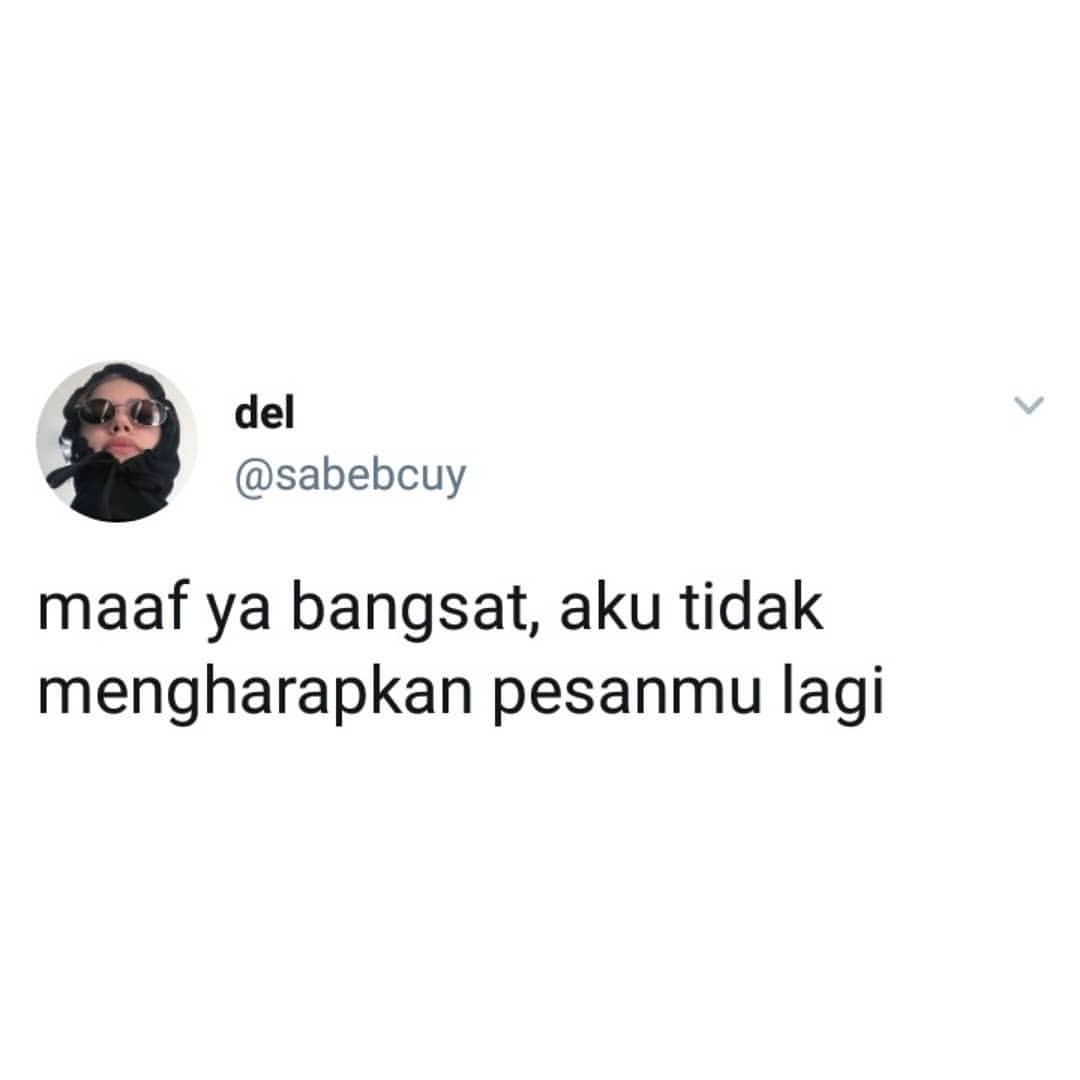 del
@sabebcuy
maaf ya bangsat, aku tidak
mengharapkan pesanmu lagi